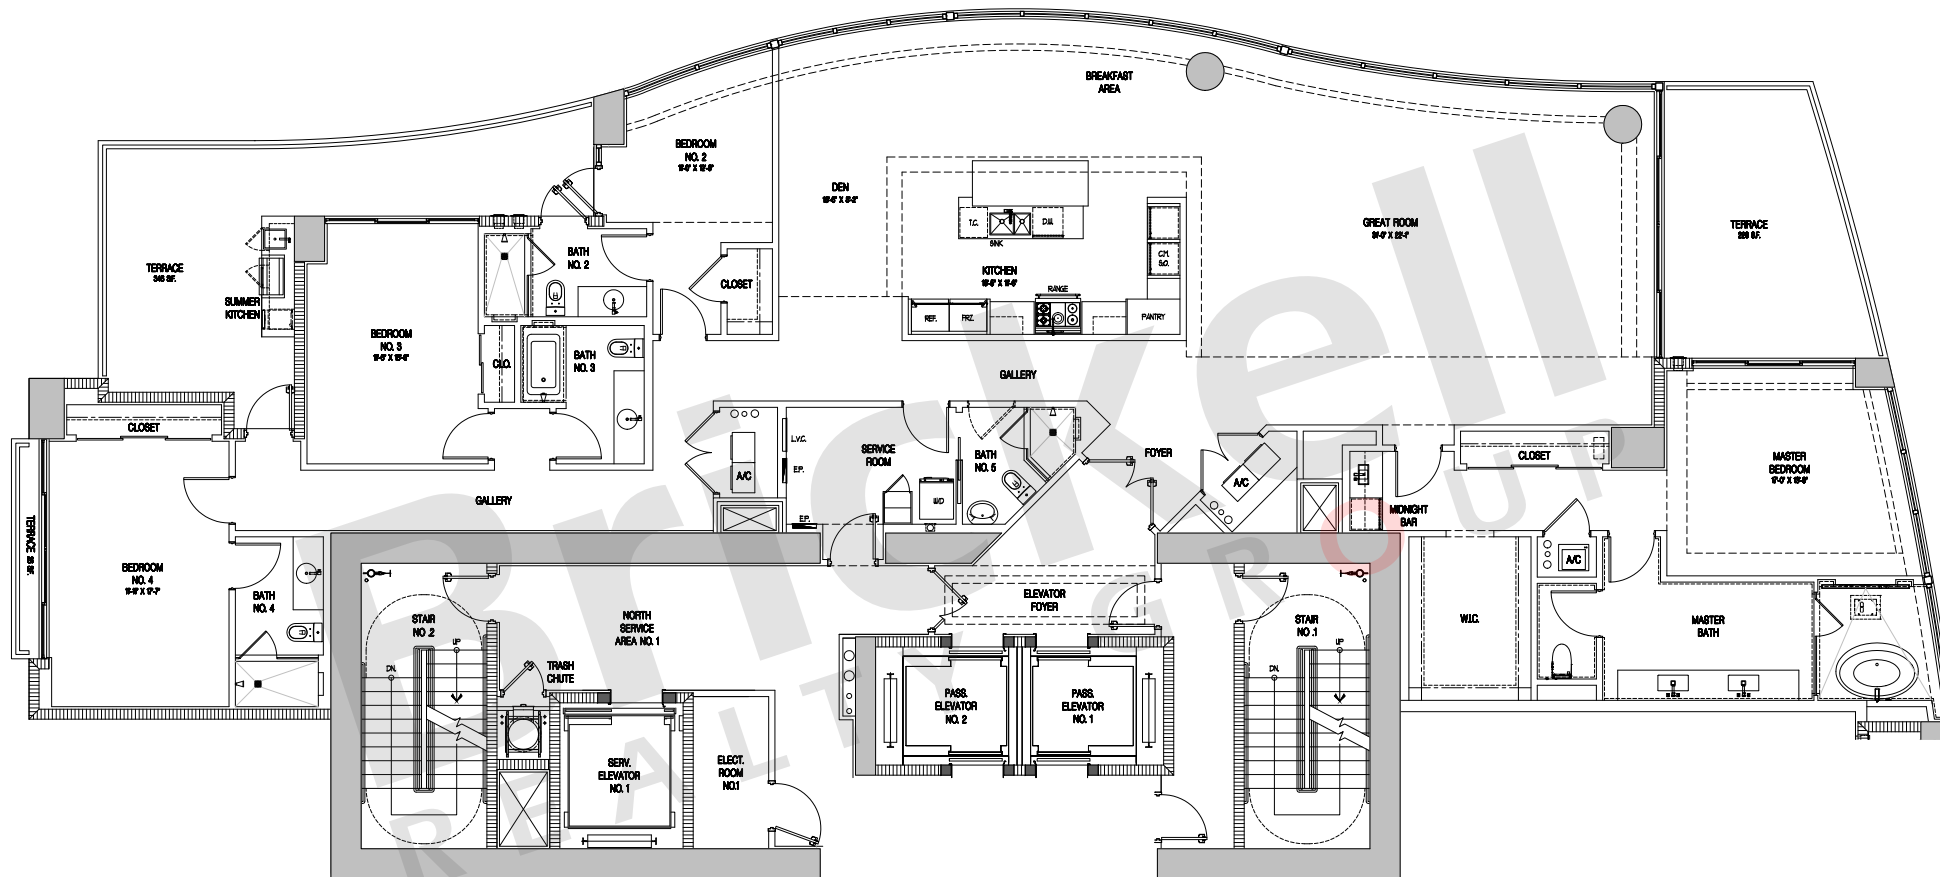 BREAKFAST
AREA
BEDROOM
NO. 2
DEN
GREAT ROOM
TERRACE
T.C.
D.W.
SINK
BATH
NO. 2
C.M.
S.O.
TERRACE
346 S.F.
KITCHEN
CLOSET
RANGE
SUMMER
KITCHEN
REF.
FRZ.
PANTRY
BEDROOM
NO. 3
CLO.
BATH
NO. 3
GALLERY
CLOSET
L.V.C.
SERVICE
ROOM
BATH
NO. 5
FOYER
CLOSET
MASTER
BEDROOM
E.P.
A/C
A/C
W/D
GALLERY
MIDNIGHT
BAR
E.P.
TERRACE
A/C
BEDROOM
NO. 4
BATH
NO. 4
ELEVATOR
FOYER
STAIR
NO .2
NORTH
SERVICE
AREA NO. 1
STAIR
NO .1
W.I.C.
MASTER
BATH
UP
UP
DN.
DN.
TRASH
CHUTE
PASS.
ELEVATOR
NO. 2
PASS.
ELEVATOR
NO. 1
SERV.
ELEVATOR
NO. 1
ELECT.
ROOM
NO.1
Brickell
REALTY GROUP